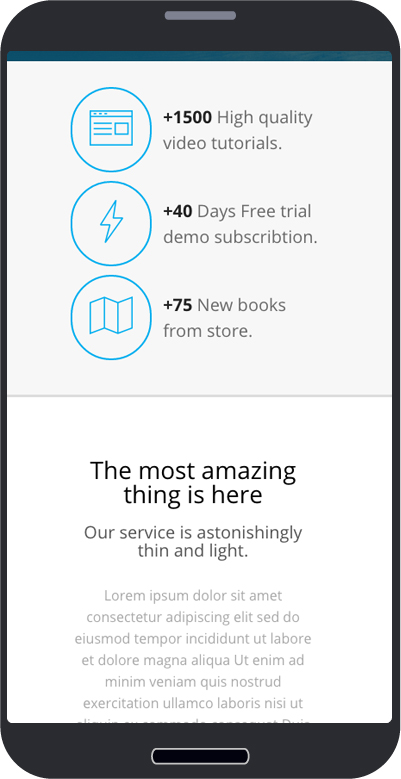 +1500 High quality
video tutorials.
+40 Days Free trial
demo subscribtion.
+75 New books
from store.
The most amazing
thing is here
Our service is astonishingly
thin and light.
Lorem ipsum dolor sit amet
consectetur adipiscing elit sed do
eiusmod tempor incididunt ut labore
et dolore magna aliqua Ut enim ad
minim veniam quis nostrud
exercitation ullamco laboris nisi ut